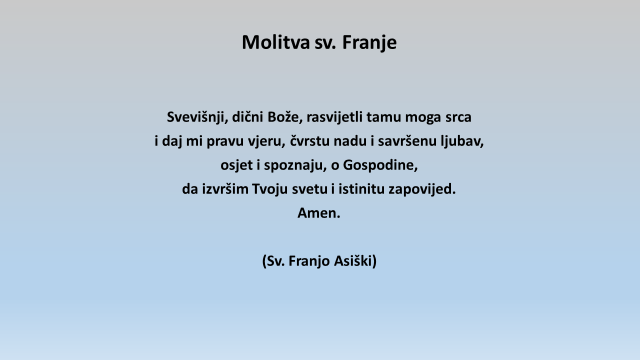 Molitva sv. Franje
Svevišnji, dični Bože, rasvijetli tamu moga srca
i daj mi pravu vjeru, čvrstu nadu i savršenu ljubav,
osjet i spoznaju, o Gospodine,
da izvršim Tvoju svetu i istinitu zapovijed.
Amen.
(Sv. Franjo Asiški)